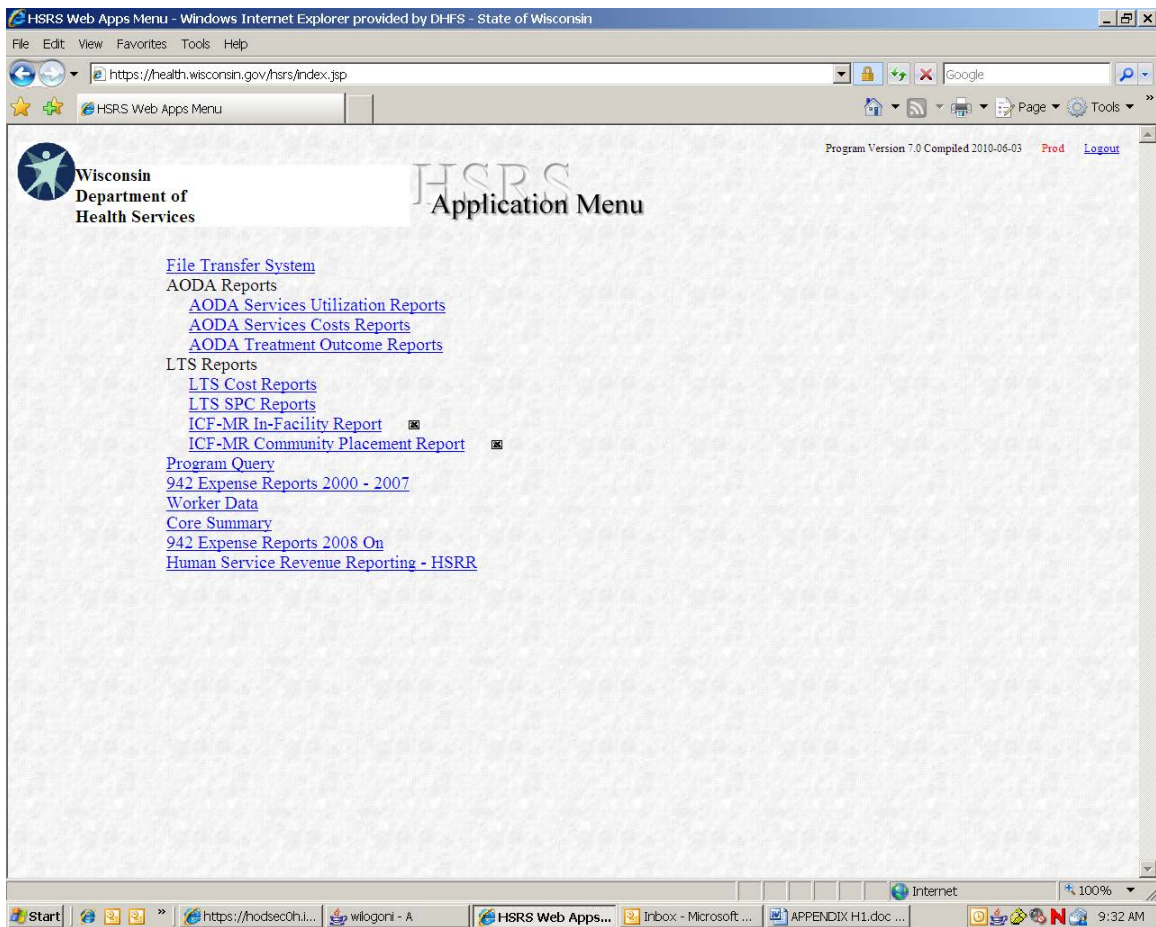 HSRS Web Apps Menu - Windows Internet Explorer provided by DHFS - State of Wisconsin
File Edit View Favorites Tools Help
https://health.wisconsin.gov/hsrs/index.jsp
Google
HSRS Web Apps Menu
Page
Tools
Program Version 7.0 Compiled 2010-06-03 Prod Logout
Wisconsin
Department of
Health Services
HSRS
Application Menu
File Transfer System
AODA Reports
AODA Services Utilization Reports
AODA Services Costs Reports
AODA Treatment Outcome Reports
LTS Reports
LTS Cost Reports
LTS SPC Reports
ICF-MR In-Facility Report
ICF-MR Community Placement Report
Program Query
942 Expense Reports 2000 - 2007
Worker Data
Core Summary
942 Expense Reports 2008 On
Human Service Revenue Reporting - HSRR
Internet
100%
Start
https://hodsec0h.i...
wilogoni - A
HSRS Web Apps...
Inbox - Microsoft ...
APPENDIX H1.doc ...
9:32 AM